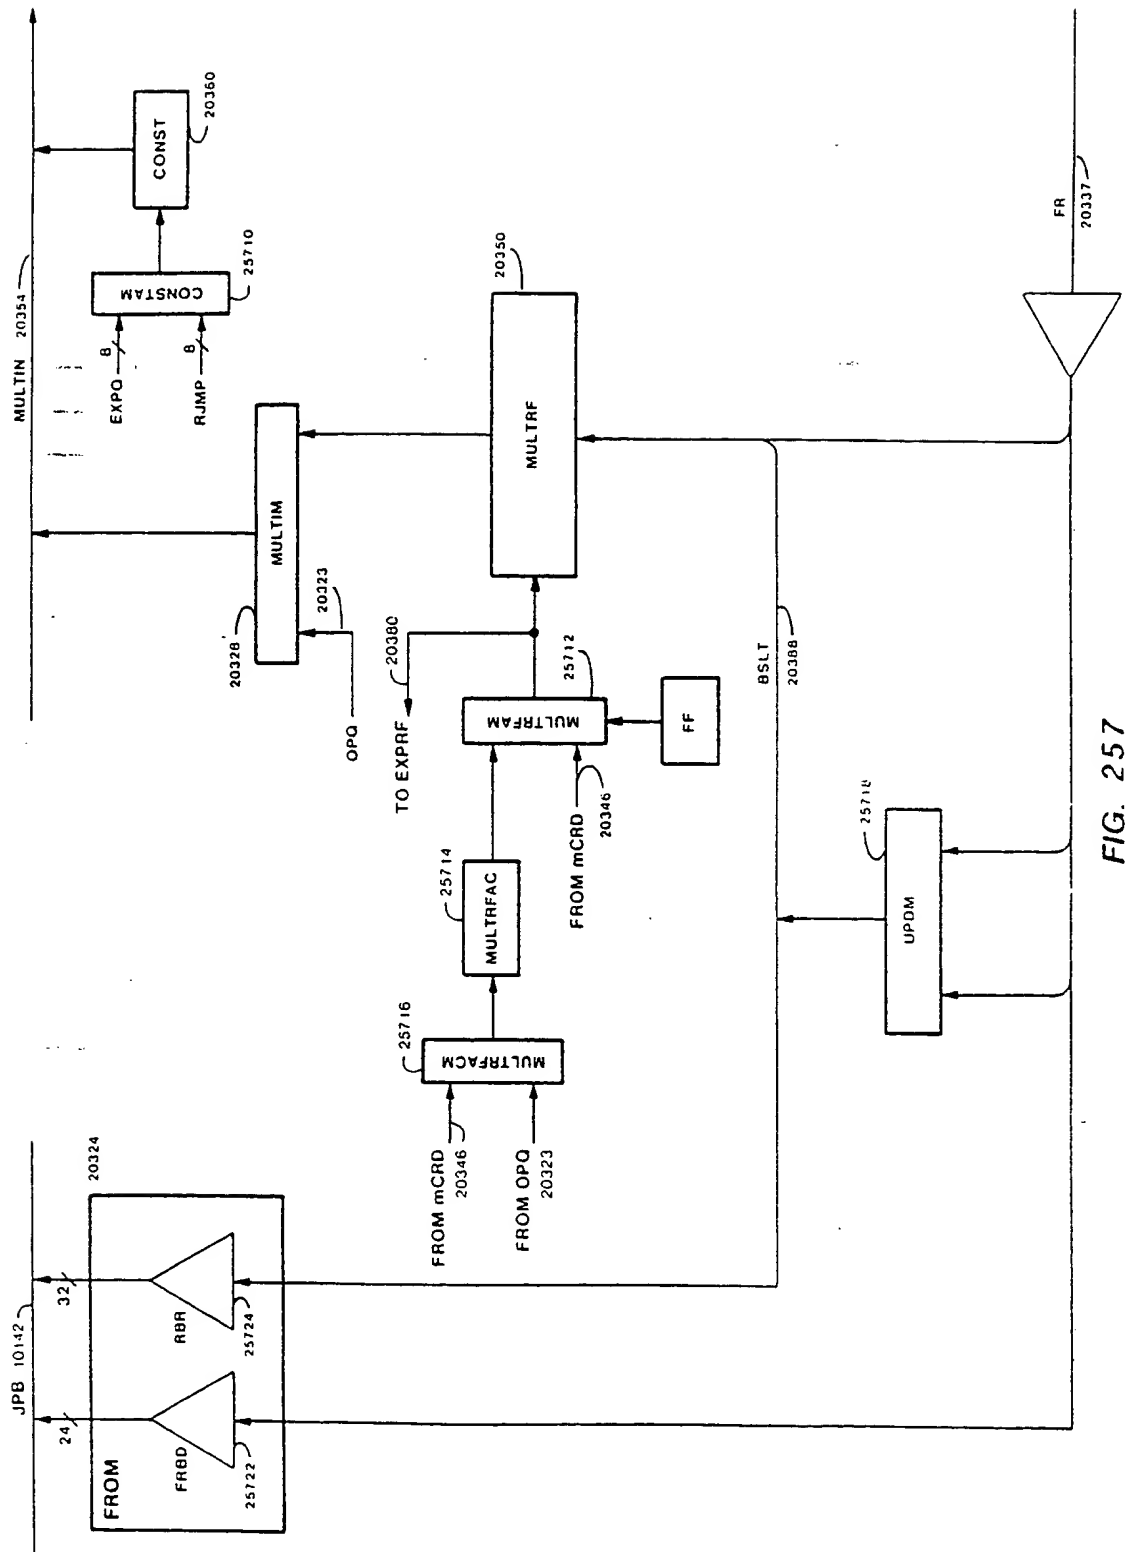 JPB 10142
MULTIN 20354
24
32
FROM
FRBD
25722
RBR
25724
20324
EXPQ
8
RJMP
8
CONSTAM
25710
CONST
20360
OPQ
20323
MULTIM
20328
FROM mCRD
20346
FROM OPQ
20323
MULTRFACM
25716
MULTRFAC
25714
TO EXPRF
20380
FROM mCRD
20346
MULTRFAM
25712
FF
MULTRF
20350
BSLT
20388
UPDM
25718
FR
20337
FIG. 257